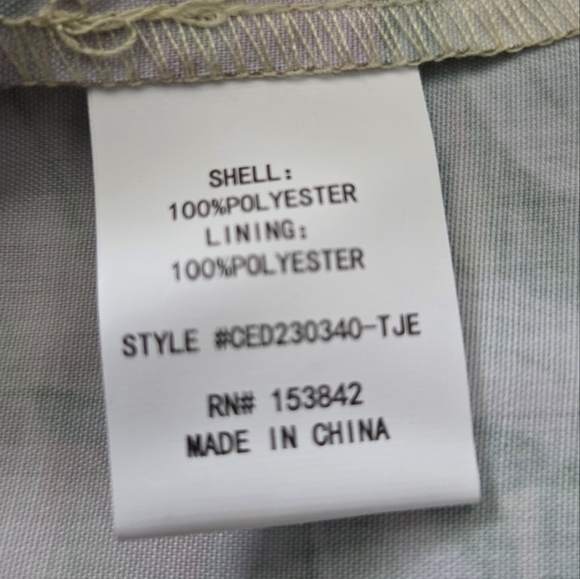 SHELL:
100%POLYESTER
LINING:
100%POLYESTER
STYLE #CED230340-TJE
RN# 153842
MADE IN CHINA